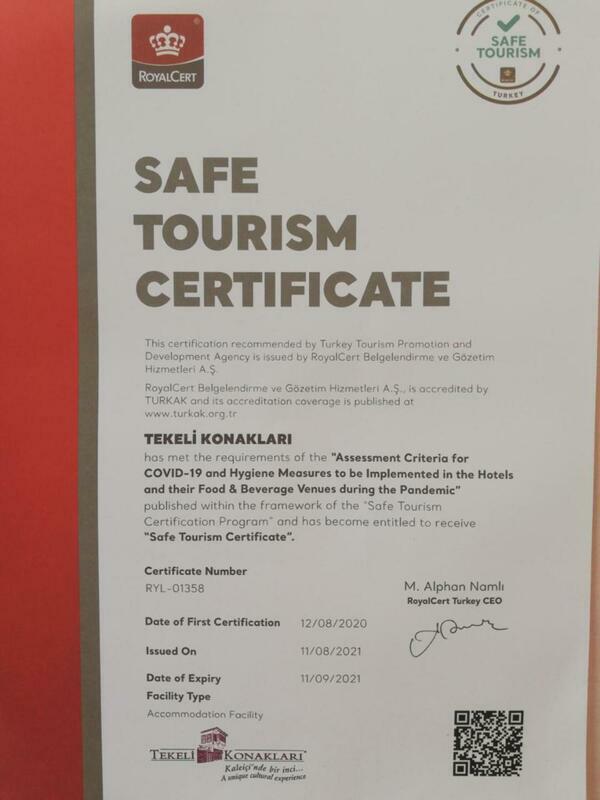 ROYALCERT
CERTIFICATE OF
SAFE
TOURISM
TURKEY
SAFE
TOURISM
CERTIFICATE
This certification recommended by Turkey Tourism Promotion and
Development Agency is issued by RoyalCert Belgelendirme ve Gözetim
Hizmetleri A.Ş.
RoyalCert Belgelendirme ve Gözetim Hizmetleri A.Ş., is accredited by
TURKAK and its accreditation coverage is published at
www.turkak.org.tr
TEKELİ KONAKLARI
has met the requirements of the "Assessment Criteria for
COVID-19 and Hygiene Measures to be Implemented in the Hotels
and their Food & Beverage Venues during the Pandemic"
published within the framework of the "Safe Tourism
Certification Program" and has become entitled to receive
"Safe Tourism Certificate".
Certificate Number
RYL-01358
M. Alphan Namlı
RoyalCert Turkey CEO
Date of First Certification 12/08/2020
Issued On 11/08/2021
Date of Expiry 11/09/2021
Facility Type
Accommodation Facility
TEKELİ KONAKLARI
Kaleiçi'nde bir inci...
A unique cultural experience